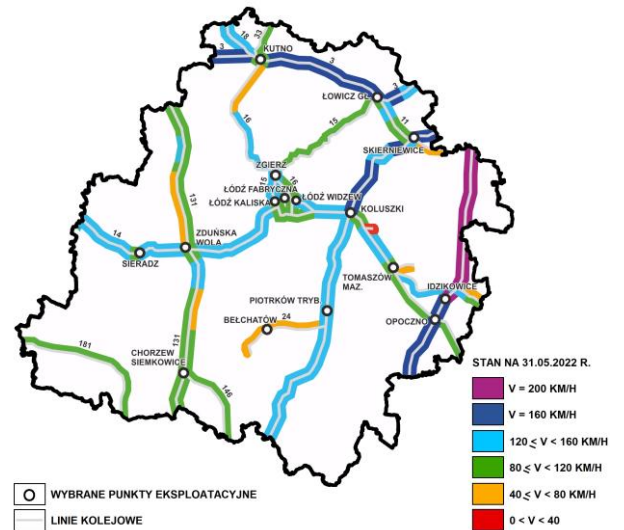 33
18
3
KUTNO
3
ŁOWICZ GŁ.
3
11
16
15
SKIERNIEWICE
ZGIERZ
15
16
ŁÓDŹ FABRYCZNA
ŁÓDŹ WIDZEW
ŁÓDŹ KALISKA
KOLUSZKI
131
14
ZDUŃSKA
WOLA
SIERADZ
TOMASZÓW
MAZ.
IDZIKOWICE
PIOTRKÓW TRYB.
BEŁCHATÓW
24
OPOCZNO
181
CHORZEW
SIEMKOWICE
131
146
STAN NA 31.05.2022 R.
V = 200 KM/H
V = 160 KM/H
120 ≤ V < 160 KM/H
80 ≤ V < 120 KM/H
40 ≤ V < 80 KM/H
0 < V < 40
WYBRANE PUNKTY EKSPLOATACYJNE
LINIE KOLEJOWE